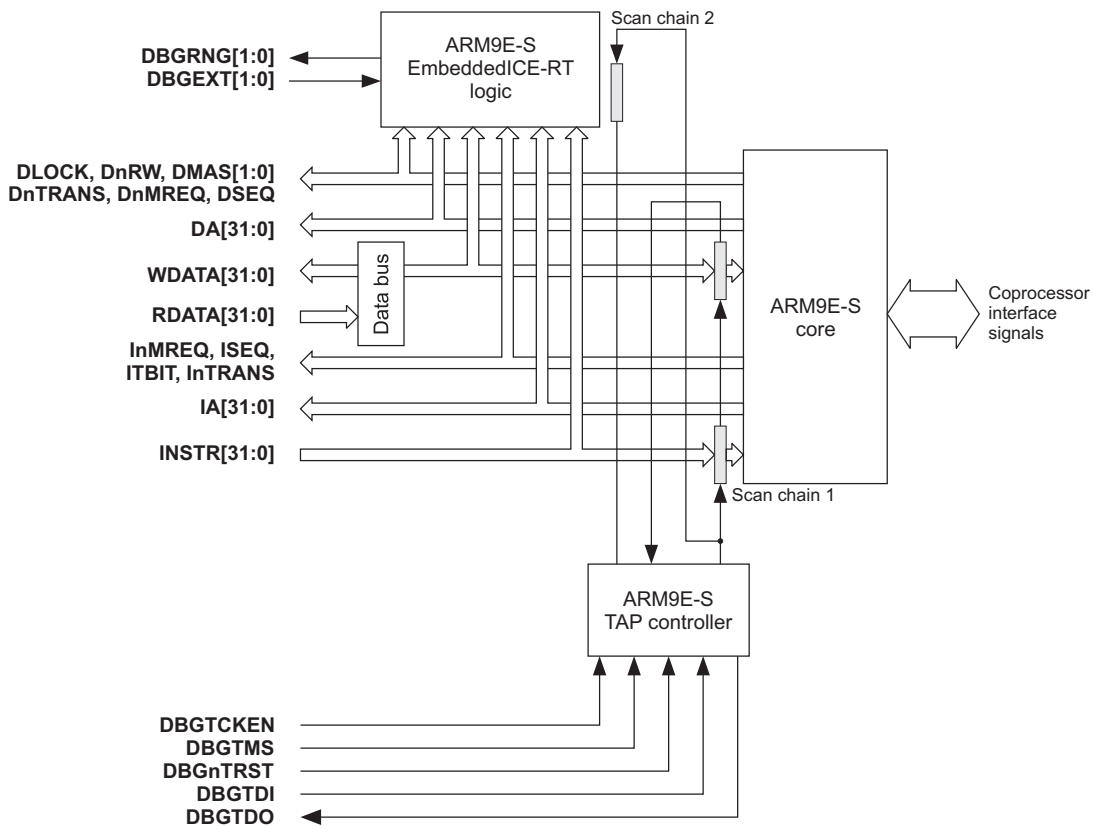 Scan chain 2
ARM9E-S
EmbeddedICE-RT
logic
DBGRNG[1:0]
DBGEXT[1:0]
DLOCK, DnRW, DMAS[1:0]
DnTRANS, DnMREQ, DSEQ
DA[31:0]
WDATA[31:0]
RDATA[31:0]
Data bus
InMREQ, ISEQ,
ITBIT, InTRANS
IA[31:0]
INSTR[31:0]
ARM9E-S
core
Coprocessor
interface
signals
Scan chain 1
ARM9E-S
TAP controller
DBGTCKEN
DBGTMS
DBGnTRST
DBGTDI
DBGTDO